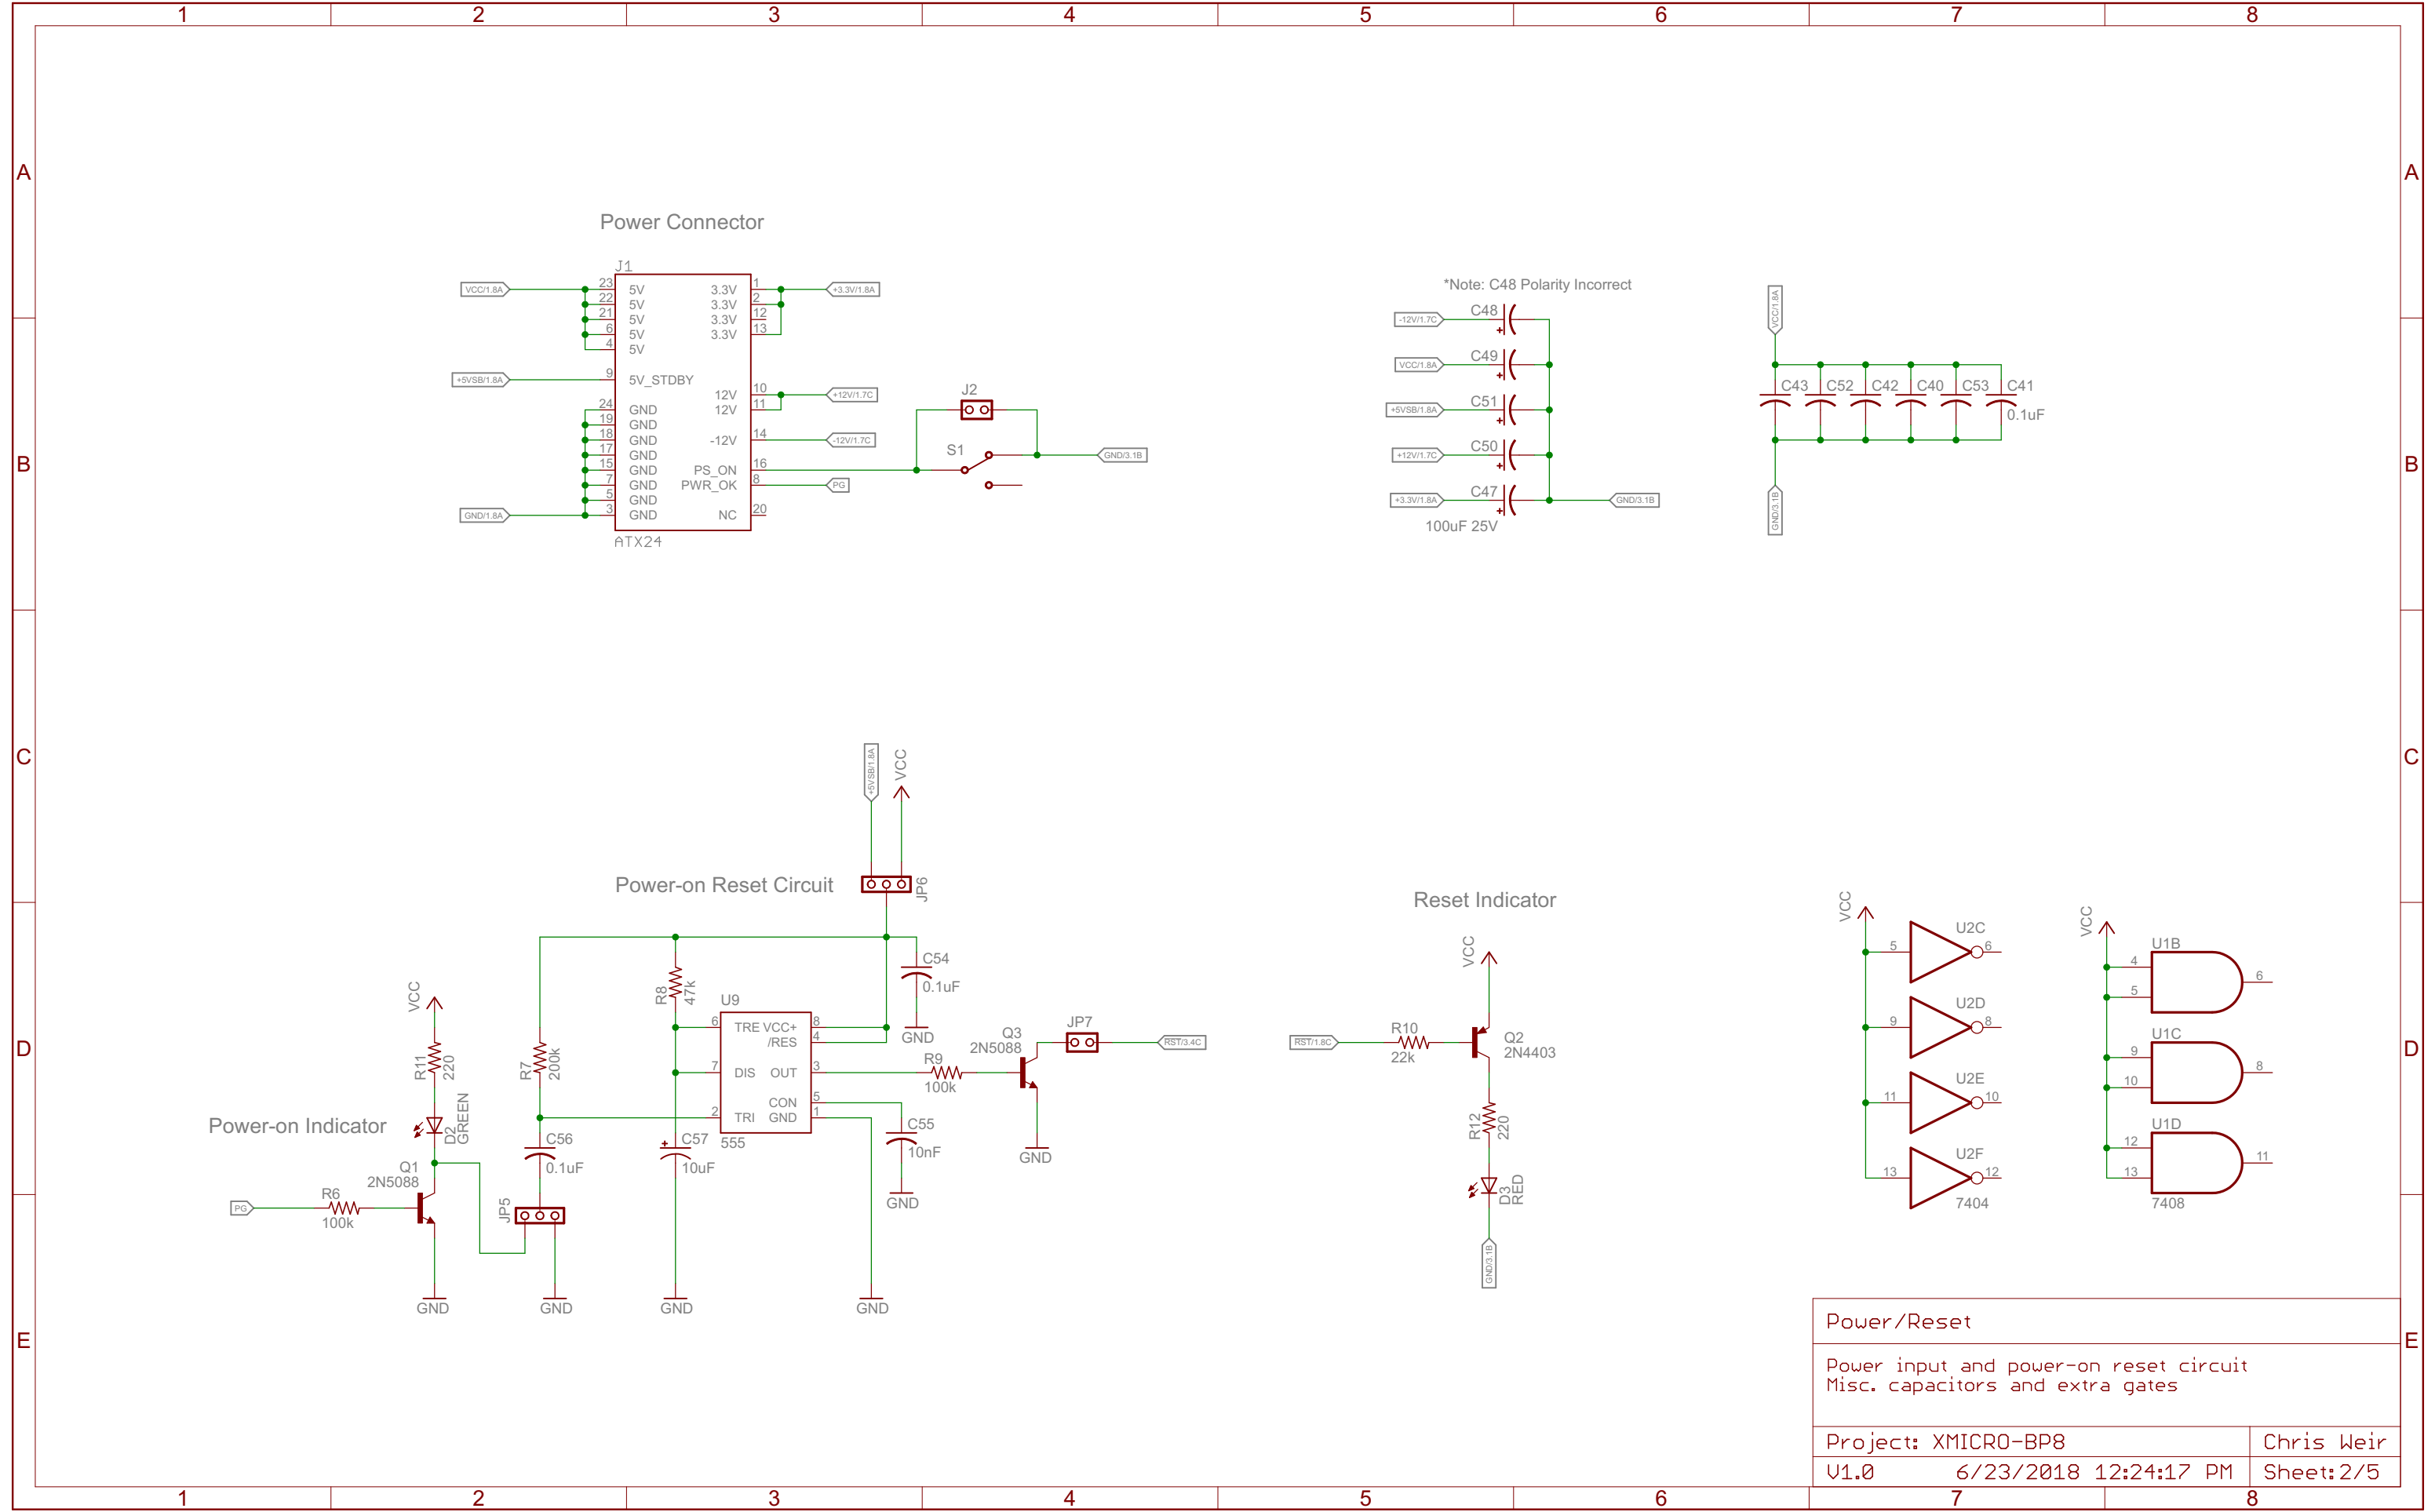 1 2 3 4 5 6 7 8
A
A
Power Connector
J1
VCC/1.8A
23 5V
22 5V
21 5V
6 5V
4 5V
+5VSB/1.8A
9 5V_STDBY
24 GND
19 GND
18 GND
17 GND
15 GND
7 GND
5 GND
GND/1.8A
3 GND
3.3V 1
+3.3V/1.8A
3.3V 2
3.3V 12
3.3V 13
12V 10
+12V/1.7C
12V 11
-12V 14
-12V/1.7C
PS_ON 16
PWR_OK 8
PG
NC 20
ATX24
J2
S1
GND/3.1B
*Note: C48 Polarity Incorrect
-12V/1.7C
C48
+
VCC/1.8A
C49
+
+5VSB/1.8A
C51
+
+12V/1.7C
C50
+
+3.3V/1.8A
C47
+
GND/3.1B
100uF 25V
VCC/1.8A
C43 C52 C42 C40 C53 C41
0.1uF
GND/3.1B
B
B
C
C
+5VSB/1.8A
VCC
JP6
Power-on Reset Circuit
C54
0.1uF
GND
R8
47k
R7
200k
U9
6 TRE VCC+ 8
/RES 4
7 DIS OUT 3
CON 5
2 TRI GND 1
555
R9
100k
Q3
2N5088
JP7
RST/3.4C
GND
C55
10nF
GND
C56
0.1uF
C57
+
10uF
JP5
GND
GND
GND
Power-on Indicator
VCC
R11
220
D2
GREEN
Q1
2N5088
PG
R6
100k
GND
Reset Indicator
VCC
RST/1.8C
R10
22k
Q2
2N4403
R12
220
D3
RED
GND/3.1B
VCC
U2C
5 6
U2D
9 8
U2E
11 10
U2F
13 12
7404
VCC
U1B
4
5
6
U1C
9
10
8
U1D
12
13
11
7408
D
D
E
E
Power/Reset
Power input and power-on reset circuit
Misc. capacitors and extra gates
Project: XMICRO-BP8
Chris Weir
V1.0 6/23/2018 12:24:17 PM
Sheet: 2/5
1 2 3 4 5 6 7 8